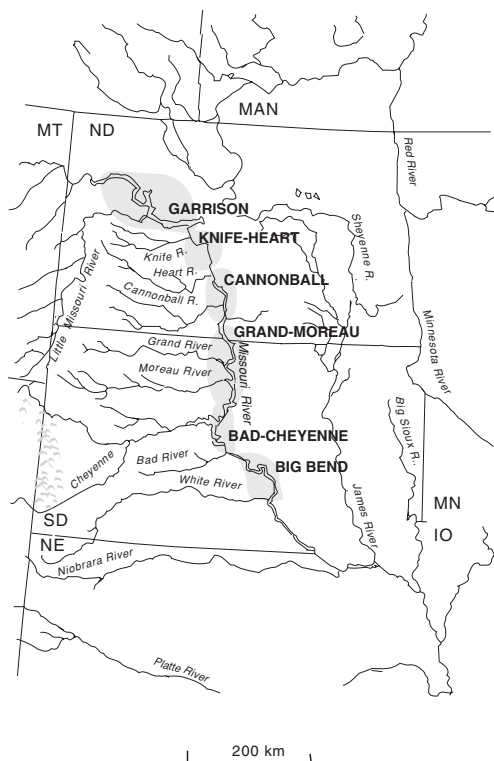 MAN
MT
ND
Red River
GARRISON
KNIFE-HEART
Sheyenne R.
Knife R.
Heart R.
CANNONBALL
Cannonball R.
Little Missouri River
GRAND-MOREAU
Grand River
Missouri River
Minnesota River
Moreau River
Big Sioux R..
BAD-CHEYENNE
Bad River
BIG BEND
Cheyenne
White River
James River
MN
SD
IO
NE
Niobrara River
Platte River
200 km